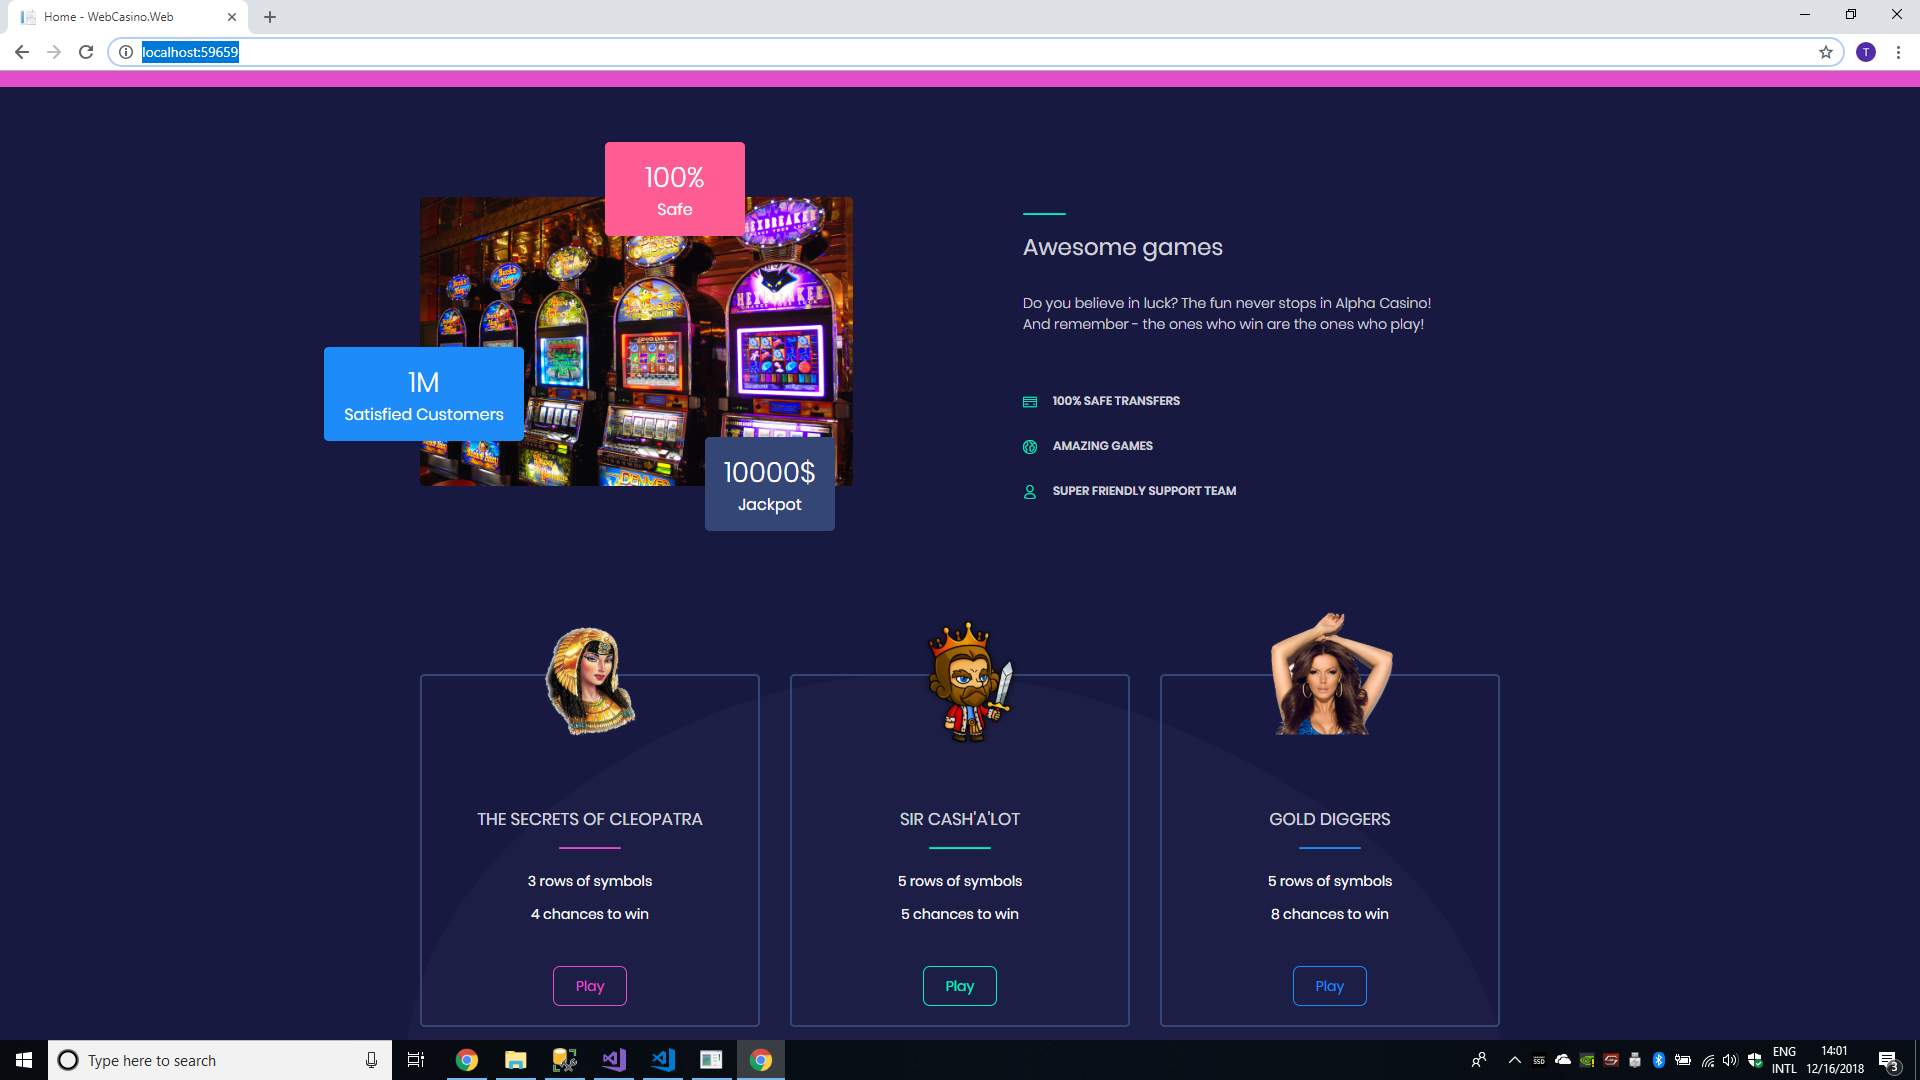 Home - WebCasino.Web
localhost:59659
T
100%
Safe
HEXBREAKER
HEXBREAKER
1M
Satisfied Customers
10000$
Jackpot
DENVER
Awesome games
Do you believe in luck? The fun never stops in Alpha Casino!
And remember - the ones who win are the ones who play!
100% SAFE TRANSFERS
AMAZING GAMES
SUPER FRIENDLY SUPPORT TEAM
THE SECRETS OF CLEOPATRA
3 rows of symbols
4 chances to win
Play
SIR CASH'A'LOT
5 rows of symbols
5 chances to win
Play
GOLD DIGGERS
5 rows of symbols
8 chances to win
Play
Type here to search
SSD
ENG
INTL
14:01
12/16/2018
3